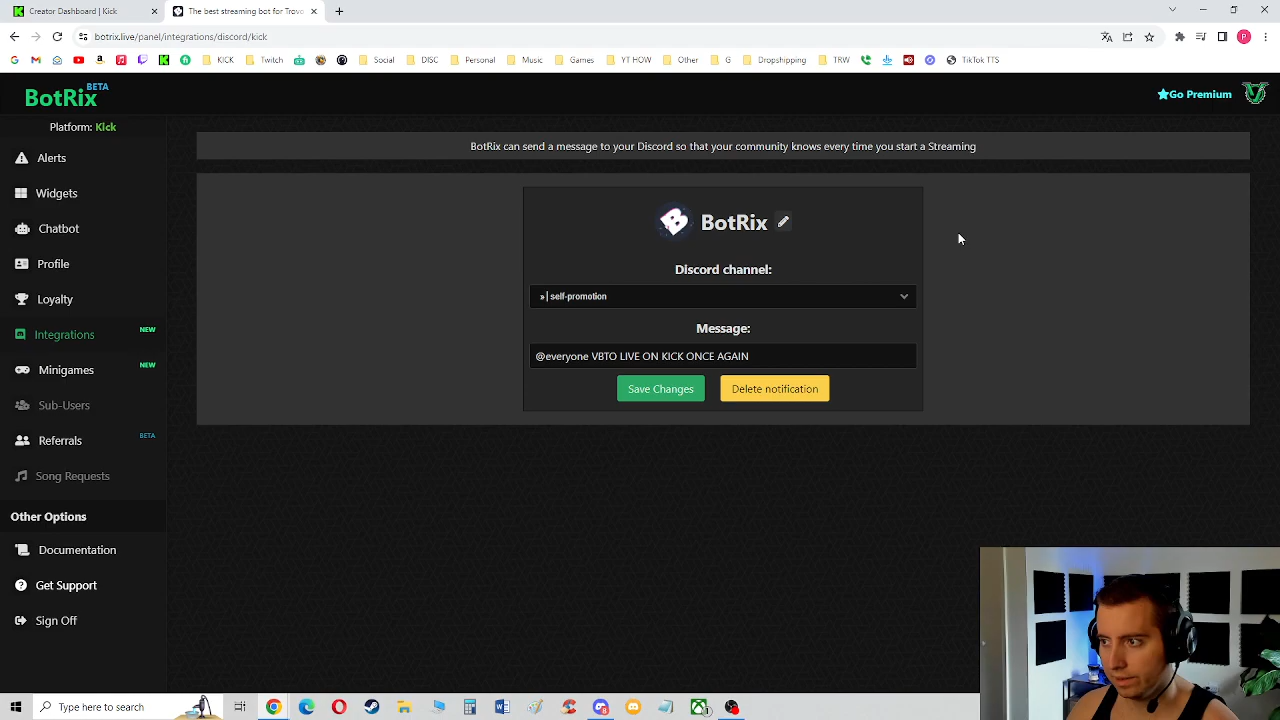 Creator Dashboard | Kick
The best streaming bot for Trovo
botrix.live/panel/integrations/discord/kick
KICK
Twitch
Social
DISC
Personal
Music
Games
YT HOW
Other
G
Dropshipping
TRW
TikTok TTS
BotRix BETA
Go Premium
Platform: Kick
Alerts
Widgets
Chatbot
Profile
Loyalty
Integrations NEW
Minigames NEW
Sub-Users
Referrals BETA
Song Requests
Other Options
Documentation
Get Support
Sign Off
BotRix can send a message to your Discord so that your community knows every time you start a Streaming
BotRix
Discord channel:
» | self-promotion
Message:
@everyone VBTO LIVE ON KICK ONCE AGAIN
Save Changes
Delete notification
Type here to search